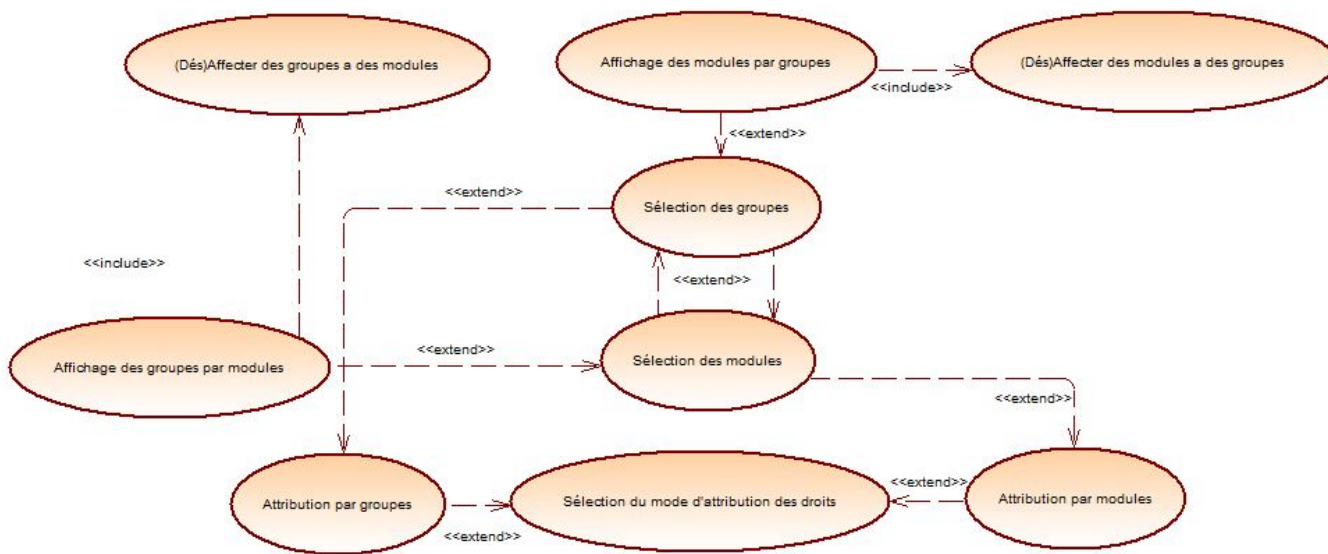 (Dés)Affecter des groupes a des modules
Affichage des modules par groupes
(Dés)Affecter des modules a des groupes
<<include>>
<<extend>>
<<extend>>
Sélection des groupes
<<include>>
<<extend>>
<<extend>>
Affichage des groupes par modules
Sélection des modules
<<extend>>
<<extend>>
Attribution par groupes
Sélection du mode d'attribution des droits
Attribution par modules
<<extend>>